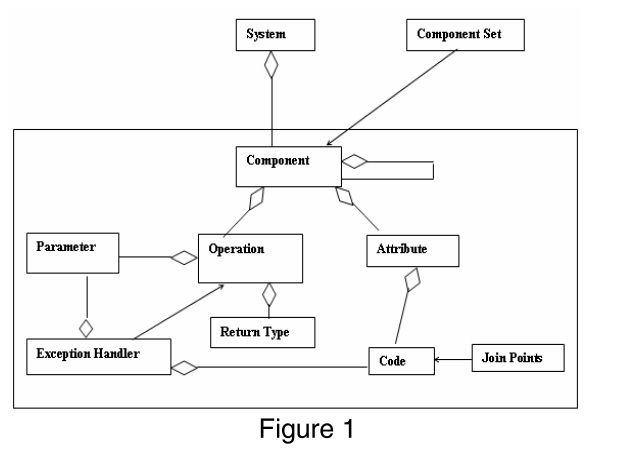 System
Component Set
Component
Parameter
Operation
Attribute
Return Type
Exception Handler
Code
Join Points
Figure 1